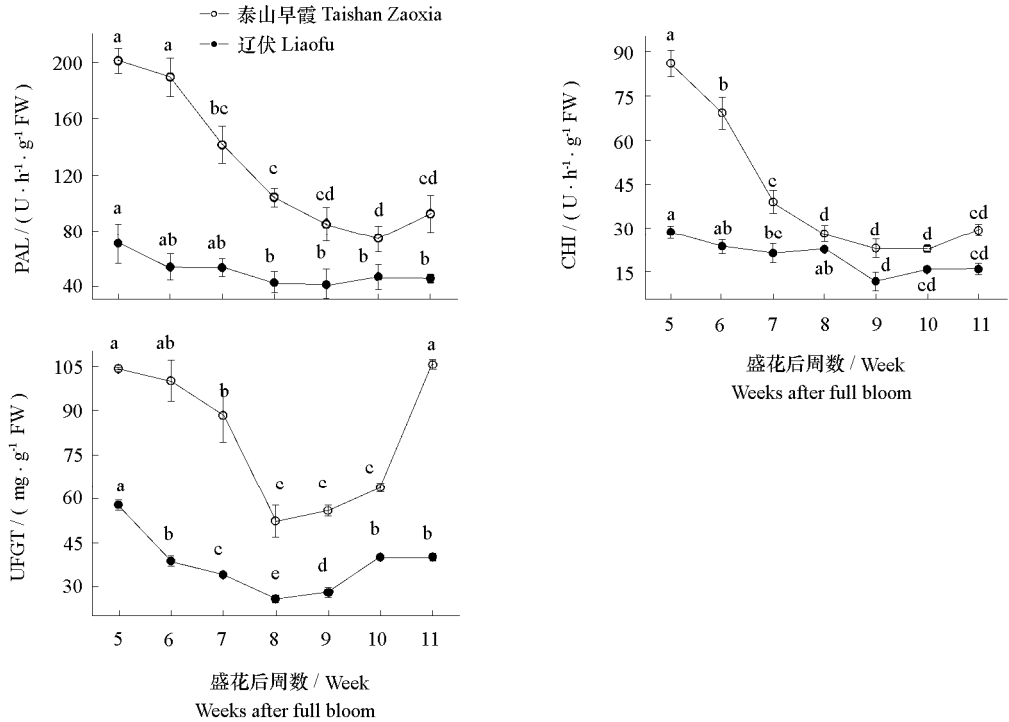 泰山早霞 Taishan Zaoxia
辽伏 Liaofu
PAL / ( U · h⁻¹ · g⁻¹ FW )
200
160
120
80
40
a a bc c cd d cd
a ab ab b b b b
CHI / ( U · h⁻¹ · g⁻¹ FW )
90
75
60
45
30
15
a b c d d d cd
a ab bc ab d cd cd
5 6 7 8 9 10 11
盛花后周数 / Week
Weeks after full bloom
UFGT / ( mg · g⁻¹ FW )
105
90
75
60
45
30
a ab b c c c a
a b c e d b b
5 6 7 8 9 10 11
盛花后周数 / Week
Weeks after full bloom